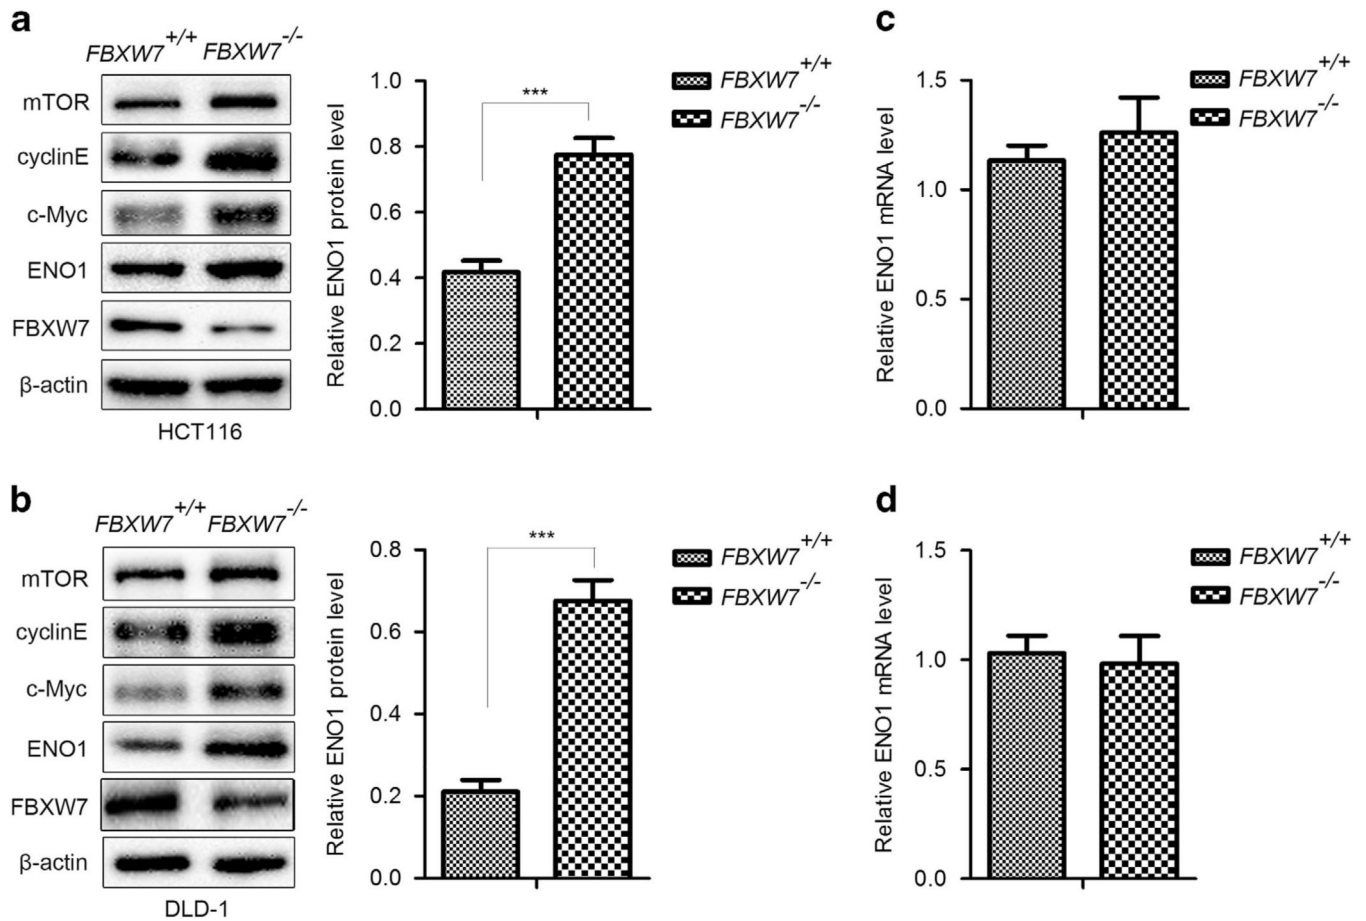 a
FBXW7+/+ FBXW7-/-
mTOR
cyclinE
c-Myc
ENO1
FBXW7
β-actin
HCT116
Relative ENO1 protein level
1.0
0.8
0.6
0.4
0.2
0.0
***
FBXW7+/+
FBXW7-/-
c
Relative ENO1 mRNA level
1.5
1.0
0.5
0.0
FBXW7+/+
FBXW7-/-
b
FBXW7+/+ FBXW7-/-
mTOR
cyclinE
c-Myc
ENO1
FBXW7
β-actin
DLD-1
Relative ENO1 protein level
0.8
0.6
0.4
0.2
0.0
***
FBXW7+/+
FBXW7-/-
d
Relative ENO1 mRNA level
1.5
1.0
0.5
0.0
FBXW7+/+
FBXW7-/-